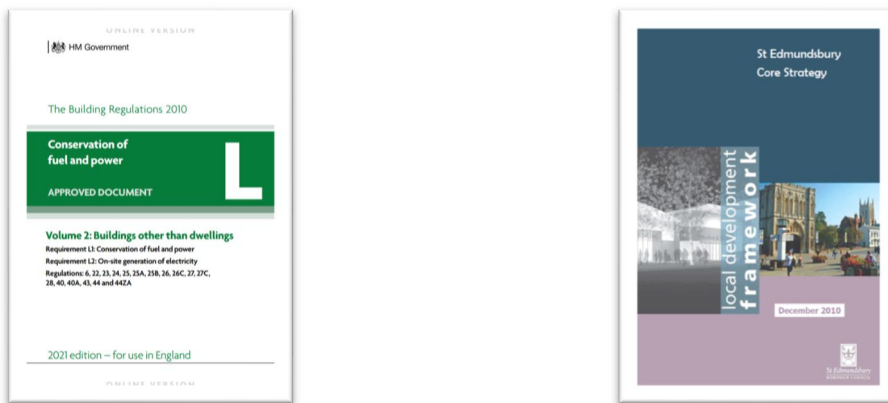 ONLINE VERSION
HM Government
The Building Regulations 2010
Conservation of
fuel and power
APPROVED DOCUMENT
L
Volume 2: Buildings other than dwellings
Requirement L1: Conservation of fuel and power
Requirement L2: On-site generation of electricity
Regulations: 6, 22, 23, 24, 25, 25A, 25B, 26, 26C, 27, 27C,
28, 40, 40A, 43, 44 and 44ZA
2021 edition – for use in England
ONLINE VERSION
St Edmundsbury
Core Strategy
local development
framework
December 2010
St Edmundsbury
BOROUGH COUNCIL